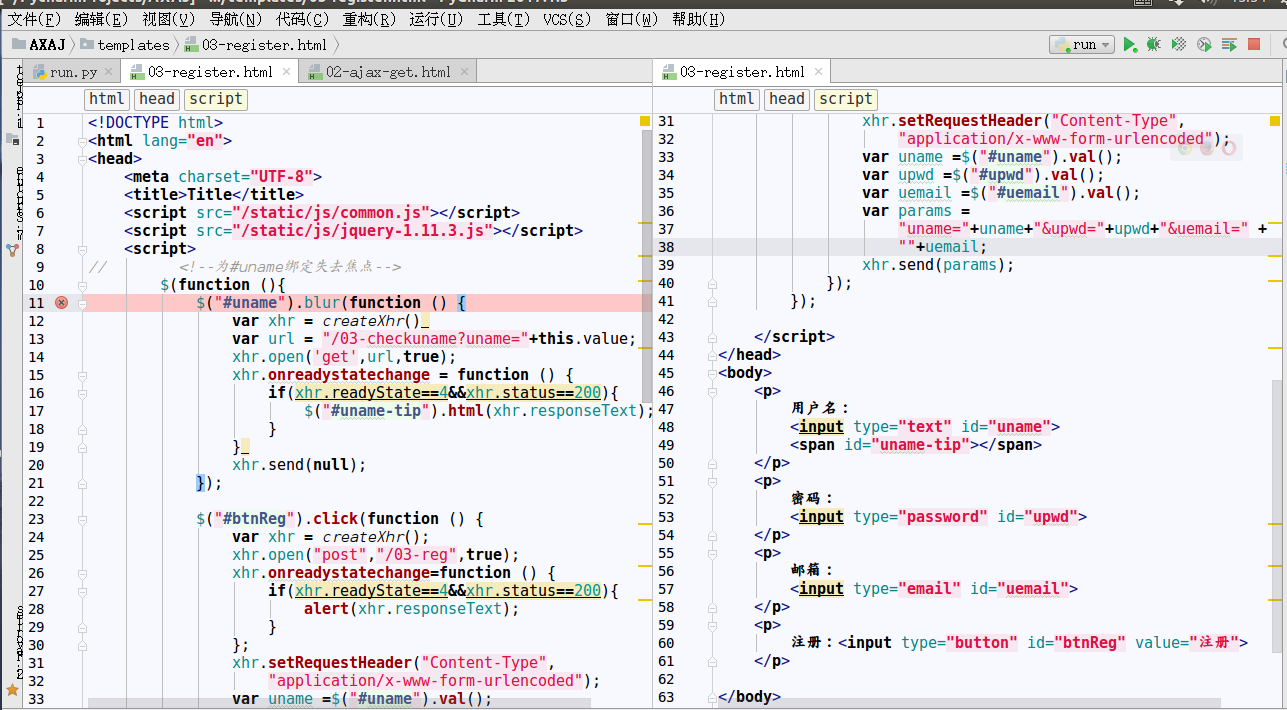 文件(F) 编辑(E) 视图(V) 导航(N) 代码(C) 重构(R) 运行(U) 工具(T) VCS(S) 窗口(W) 帮助(H)
AXAJ templates 03-register.html
run
run.py 03-register.html 02-ajax-get.html
html head script
1 <!DOCTYPE html>
2 <html lang="en">
3 <head>
4 <meta charset="UTF-8">
5 <title>Title</title>
6 <script src="/static/js/common.js"></script>
7 <script src="/static/js/jquery-1.11.3.js"></script>
8 <script>
9 // <!--为#uname绑定失去焦点-->
10 $(function (){
11 $("#uname").blur(function () {
12 var xhr = createXhr()
13 var url = "/03-checkuname?uname="+this.value;
14 xhr.open('get',url,true);
15 xhr.onreadystatechange = function () {
16 if(xhr.readyState==4&&xhr.status==200){
17 $("#uname-tip").html(xhr.responseText);
18 }
19 }
20 xhr.send(null);
21 });
22
23 $("#btnReg").click(function () {
24 var xhr = createXhr();
25 xhr.open("post","/03-reg",true);
26 xhr.onreadystatechange=function () {
27 if(xhr.readyState==4&&xhr.status==200){
28 alert(xhr.responseText);
29 }
30 };
31 xhr.setRequestHeader("Content-Type",
32 "application/x-www-form-urlencoded");
33 var uname =$("#uname").val();
03-register.html
html head script
31 xhr.setRequestHeader("Content-Type",
32 "application/x-www-form-urlencoded");
33 var uname =$("#uname").val();
34 var upwd =$("#upwd").val();
35 var uemail =$("#uemail").val();
36 var params =
37 "uname="+uname+"&upwd="+upwd+"&uemail=" +
38 ""+uemail;
39 xhr.send(params);
40 });
41 });
42
43 </script>
44 </head>
45 <body>
46 <p>
47 用户名：
48 <input type="text" id="uname">
49 <span id="uname-tip"></span>
50 </p>
51 <p>
52 密码：
53 <input type="password" id="upwd">
54 </p>
55 <p>
56 邮箱：
57 <input type="email" id="uemail">
58 </p>
59 <p>
60 注册：<input type="button" id="btnReg" value="注册">
61 </p>
62
63 </body>